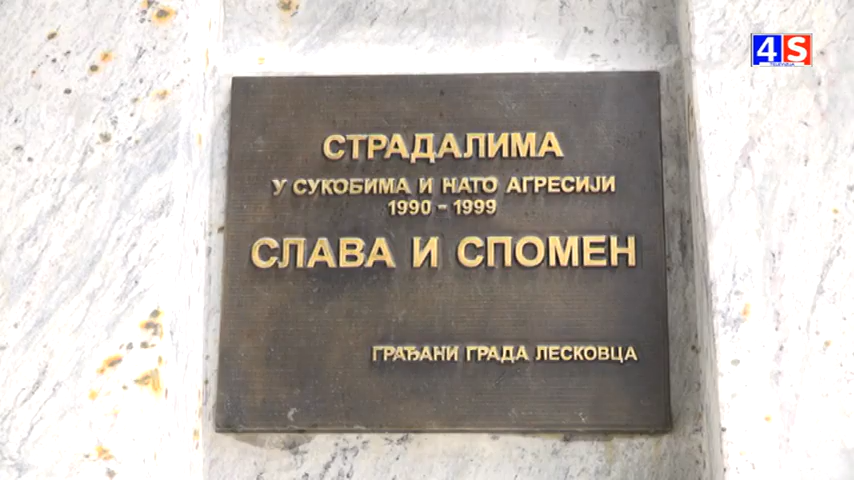 4S
СТРАДАЛИМА
У СУКОБИМА И НАТО АГРЕСИЈИ
1990 - 1999
СЛАВА И СПОМЕН
ГРАЂАНИ ГРАДА ЛЕСКОВЦА